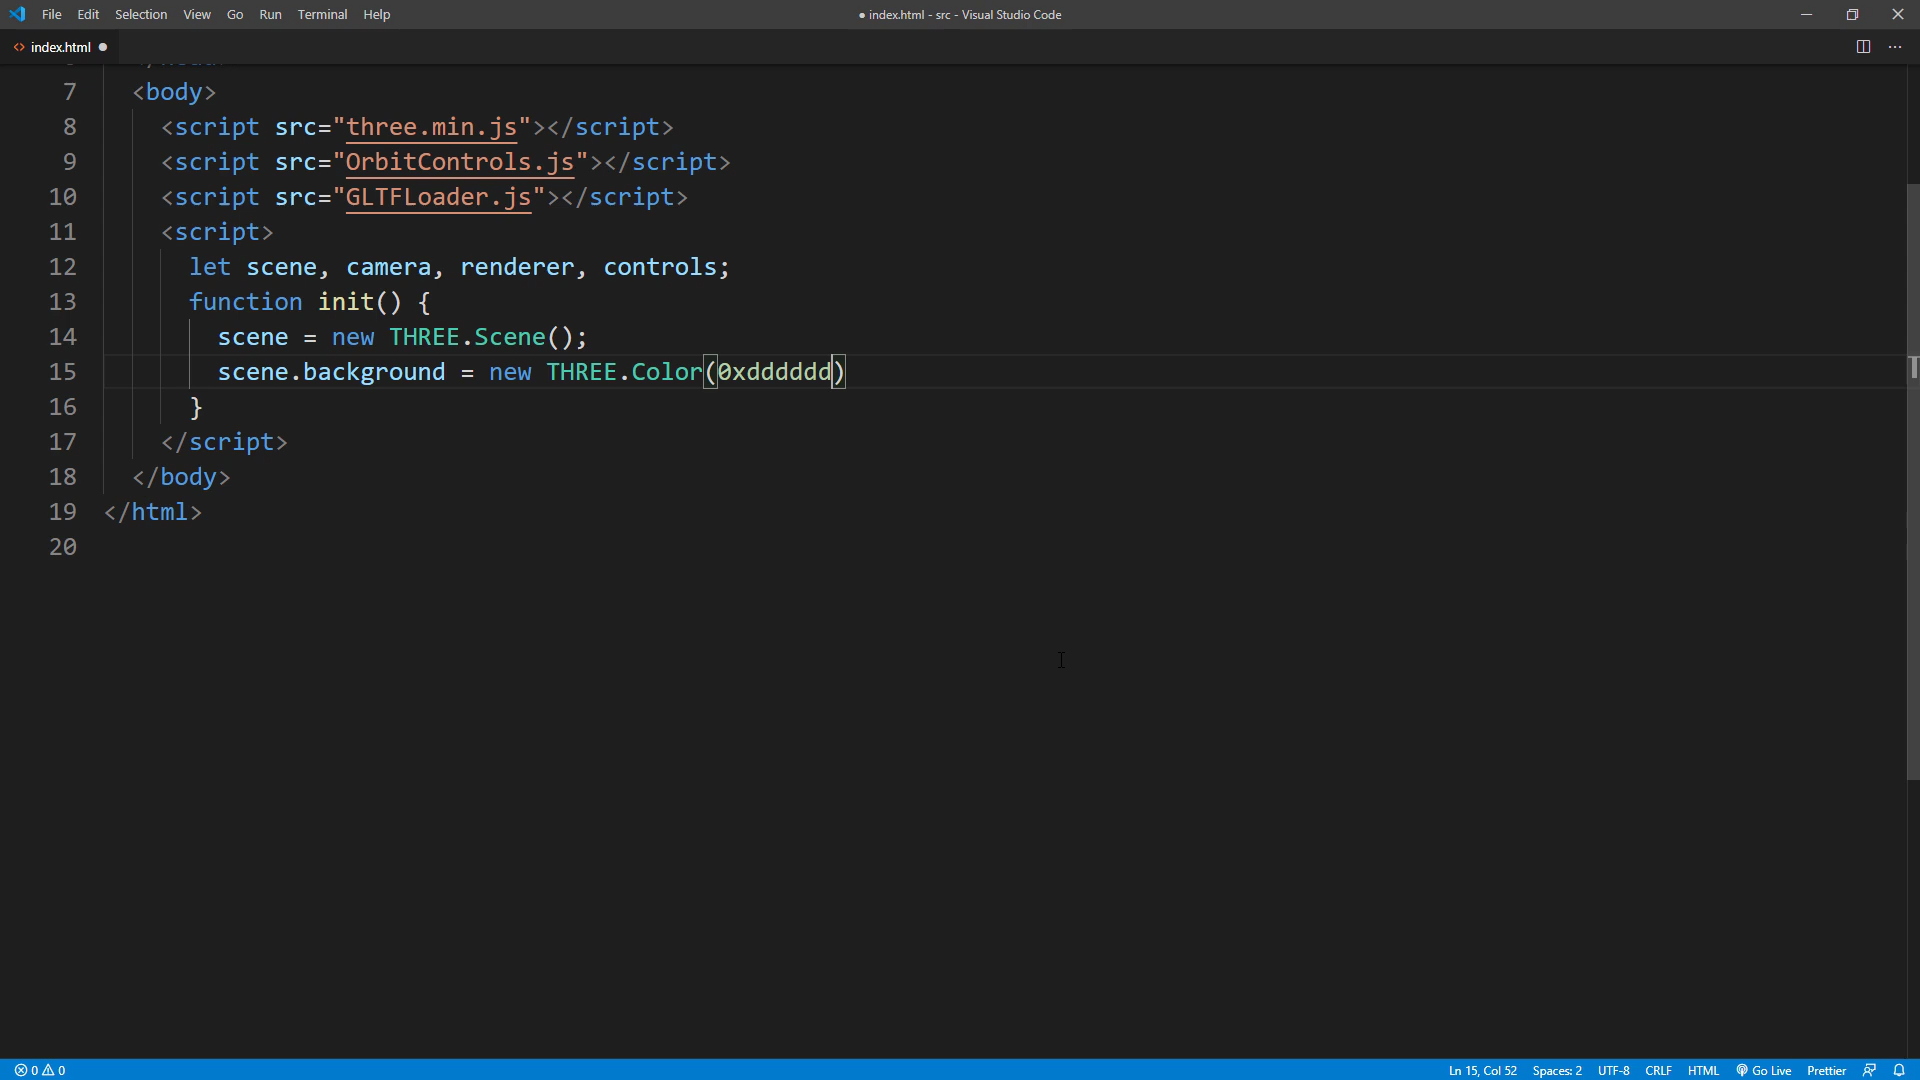 File Edit Selection View Go Run Terminal Help
● index.html - src - Visual Studio Code
<> index.html ●
7 <body>
8 <script src="three.min.js"></script>
9 <script src="OrbitControls.js"></script>
10 <script src="GLTFLoader.js"></script>
11 <script>
12 let scene, camera, renderer, controls;
13 function init() {
14 scene = new THREE.Scene();
15 scene.background = new THREE.Color(0xdddddd)
16 }
17 </script>
18 </body>
19 </html>
20
0 0
Ln 15, Col 52 Spaces: 2 UTF-8 CRLF HTML Go Live Prettier